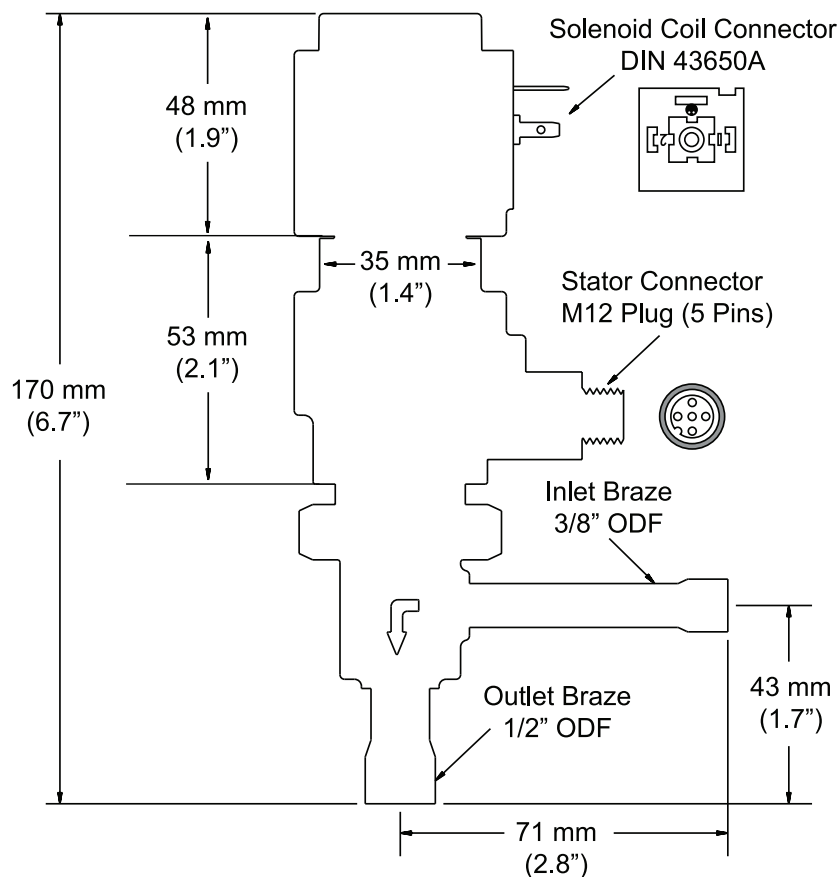 Solenoid Coil Connector
DIN 43650A
48 mm
(1.9”)
2
35 mm
(1.4”)
Stator Connector
M12 Plug (5 Pins)
53 mm
(2.1”)
170 mm
(6.7”)
Inlet Braze
3/8” ODF
Outlet Braze
1/2” ODF
43 mm
(1.7”)
71 mm
(2.8”)